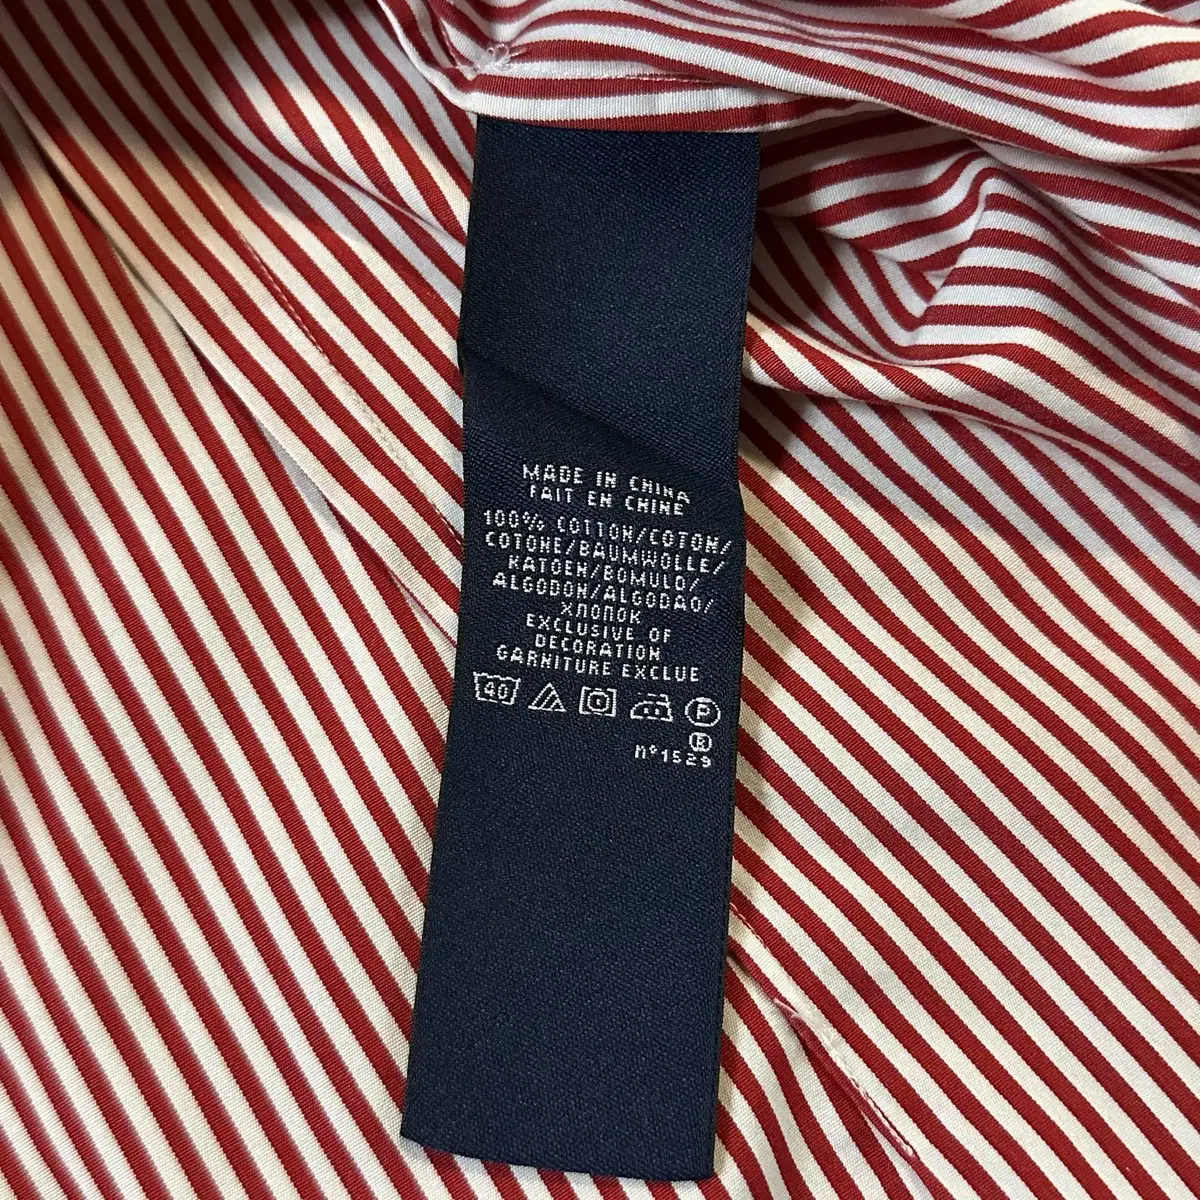 MADE IN CHINA
FAIT EN CHINE
100% COTTON/COTON/
COTONE/BAUMWOLLE/
KATOEN/BOMULD/
ALGODON/ALGODAO/
ХЛОПОК
EXCLUSIVE OF
DECORATION
GARNITURE EXCLUE
40 P
R
n°1529